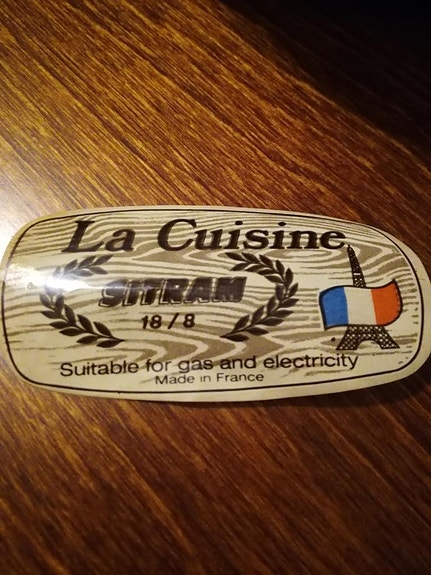 La Cuisine
SITRAM
18/8
Suitable for gas and electricity
Made in France